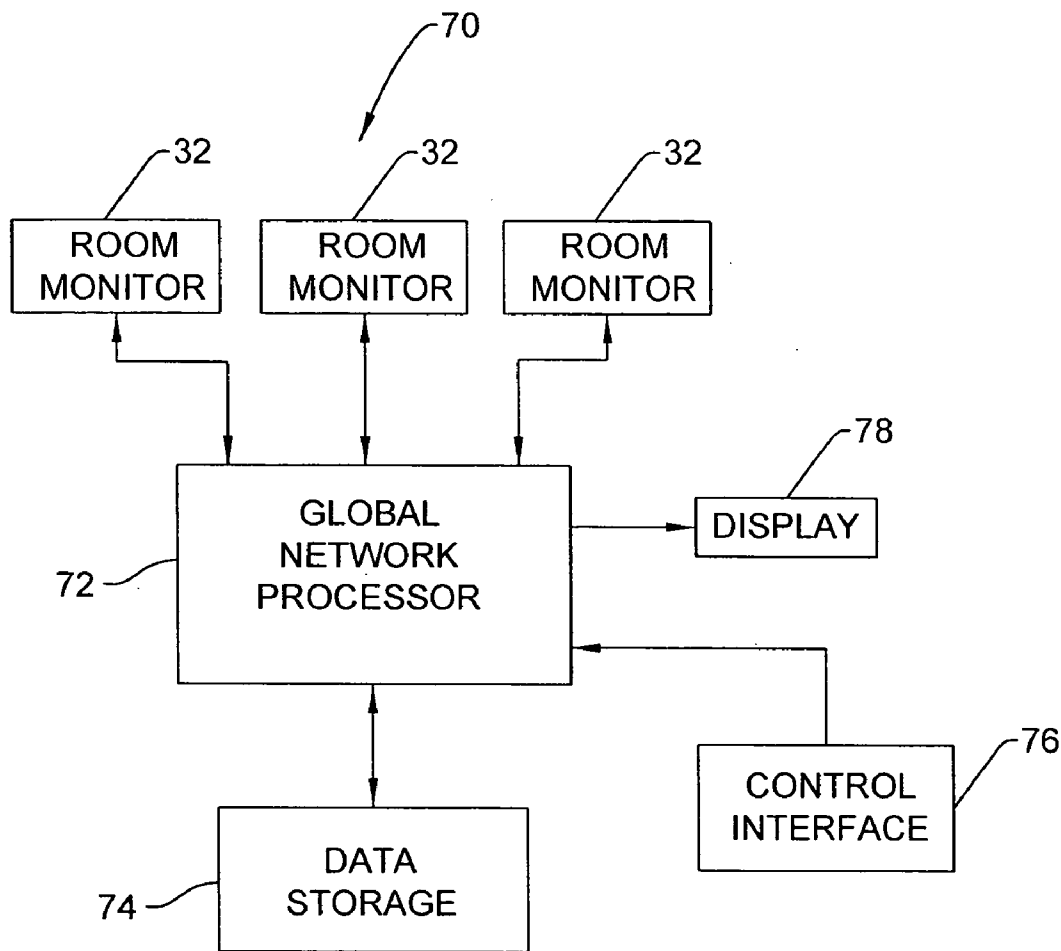 70
32
32
32
ROOM
MONITOR
ROOM
MONITOR
ROOM
MONITOR
78
GLOBAL
NETWORK
PROCESSOR
DISPLAY
72
76
CONTROL
INTERFACE
DATA
STORAGE
74